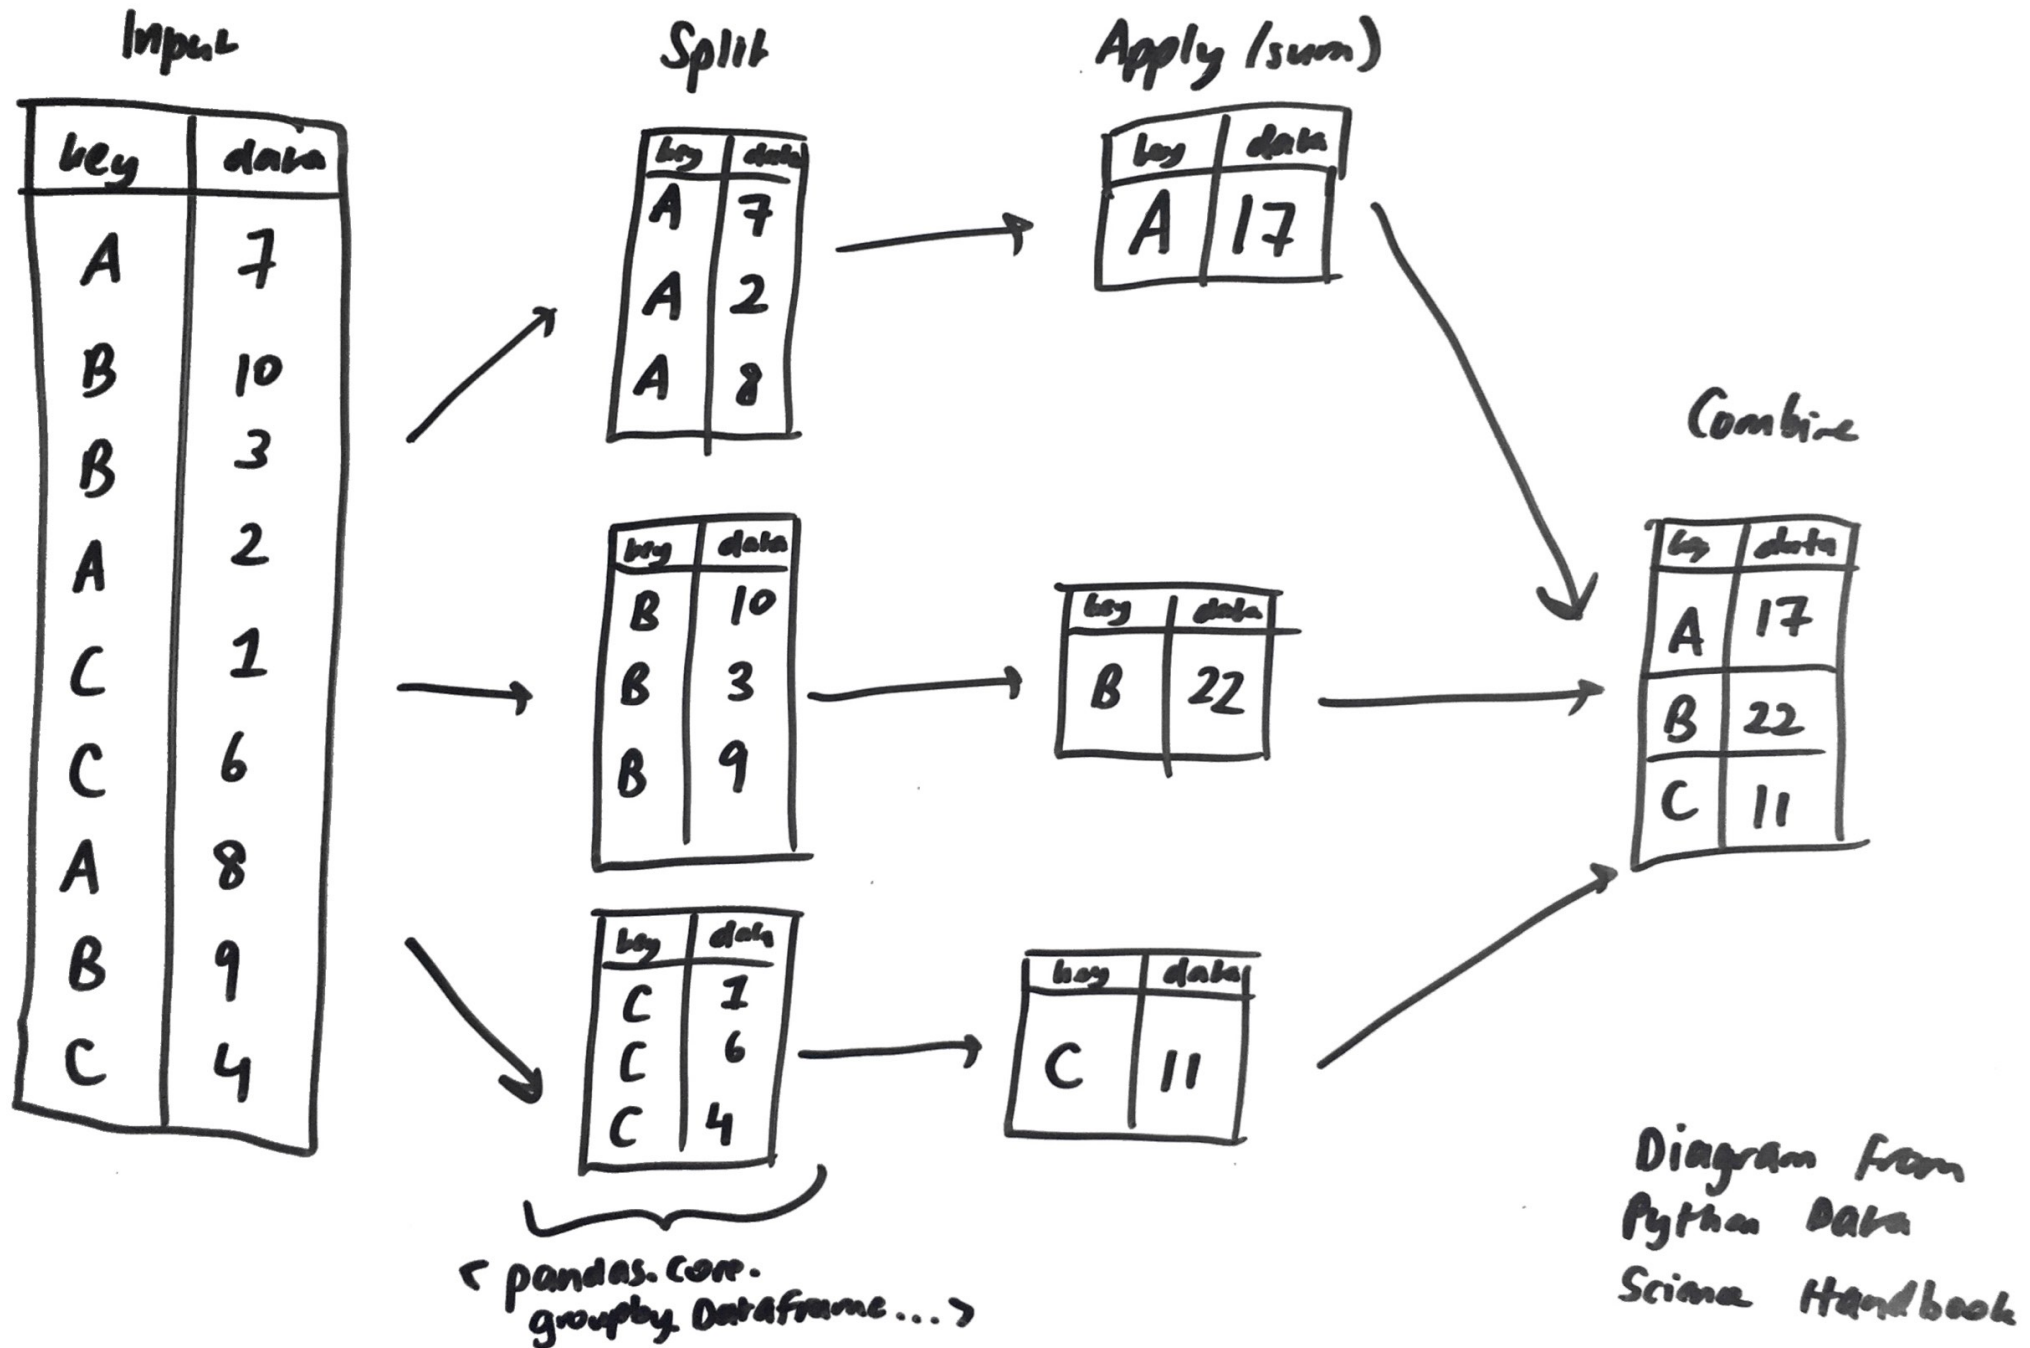 Input
key data
A 7
B 10
B 3
A 2
C 1
C 6
A 8
B 9
C 4
Split
key data
A 7
A 2
A 8
key data
B 10
B 3
B 9
key data
C 1
C 6
C 4
< pandas.core.
groupby.DataFrame...>
Apply (sum)
key data
A 17
key data
B 22
key data
C 11
Combine
key data
A 17
B 22
C 11
Diagram from
Python Data
Science Handbook